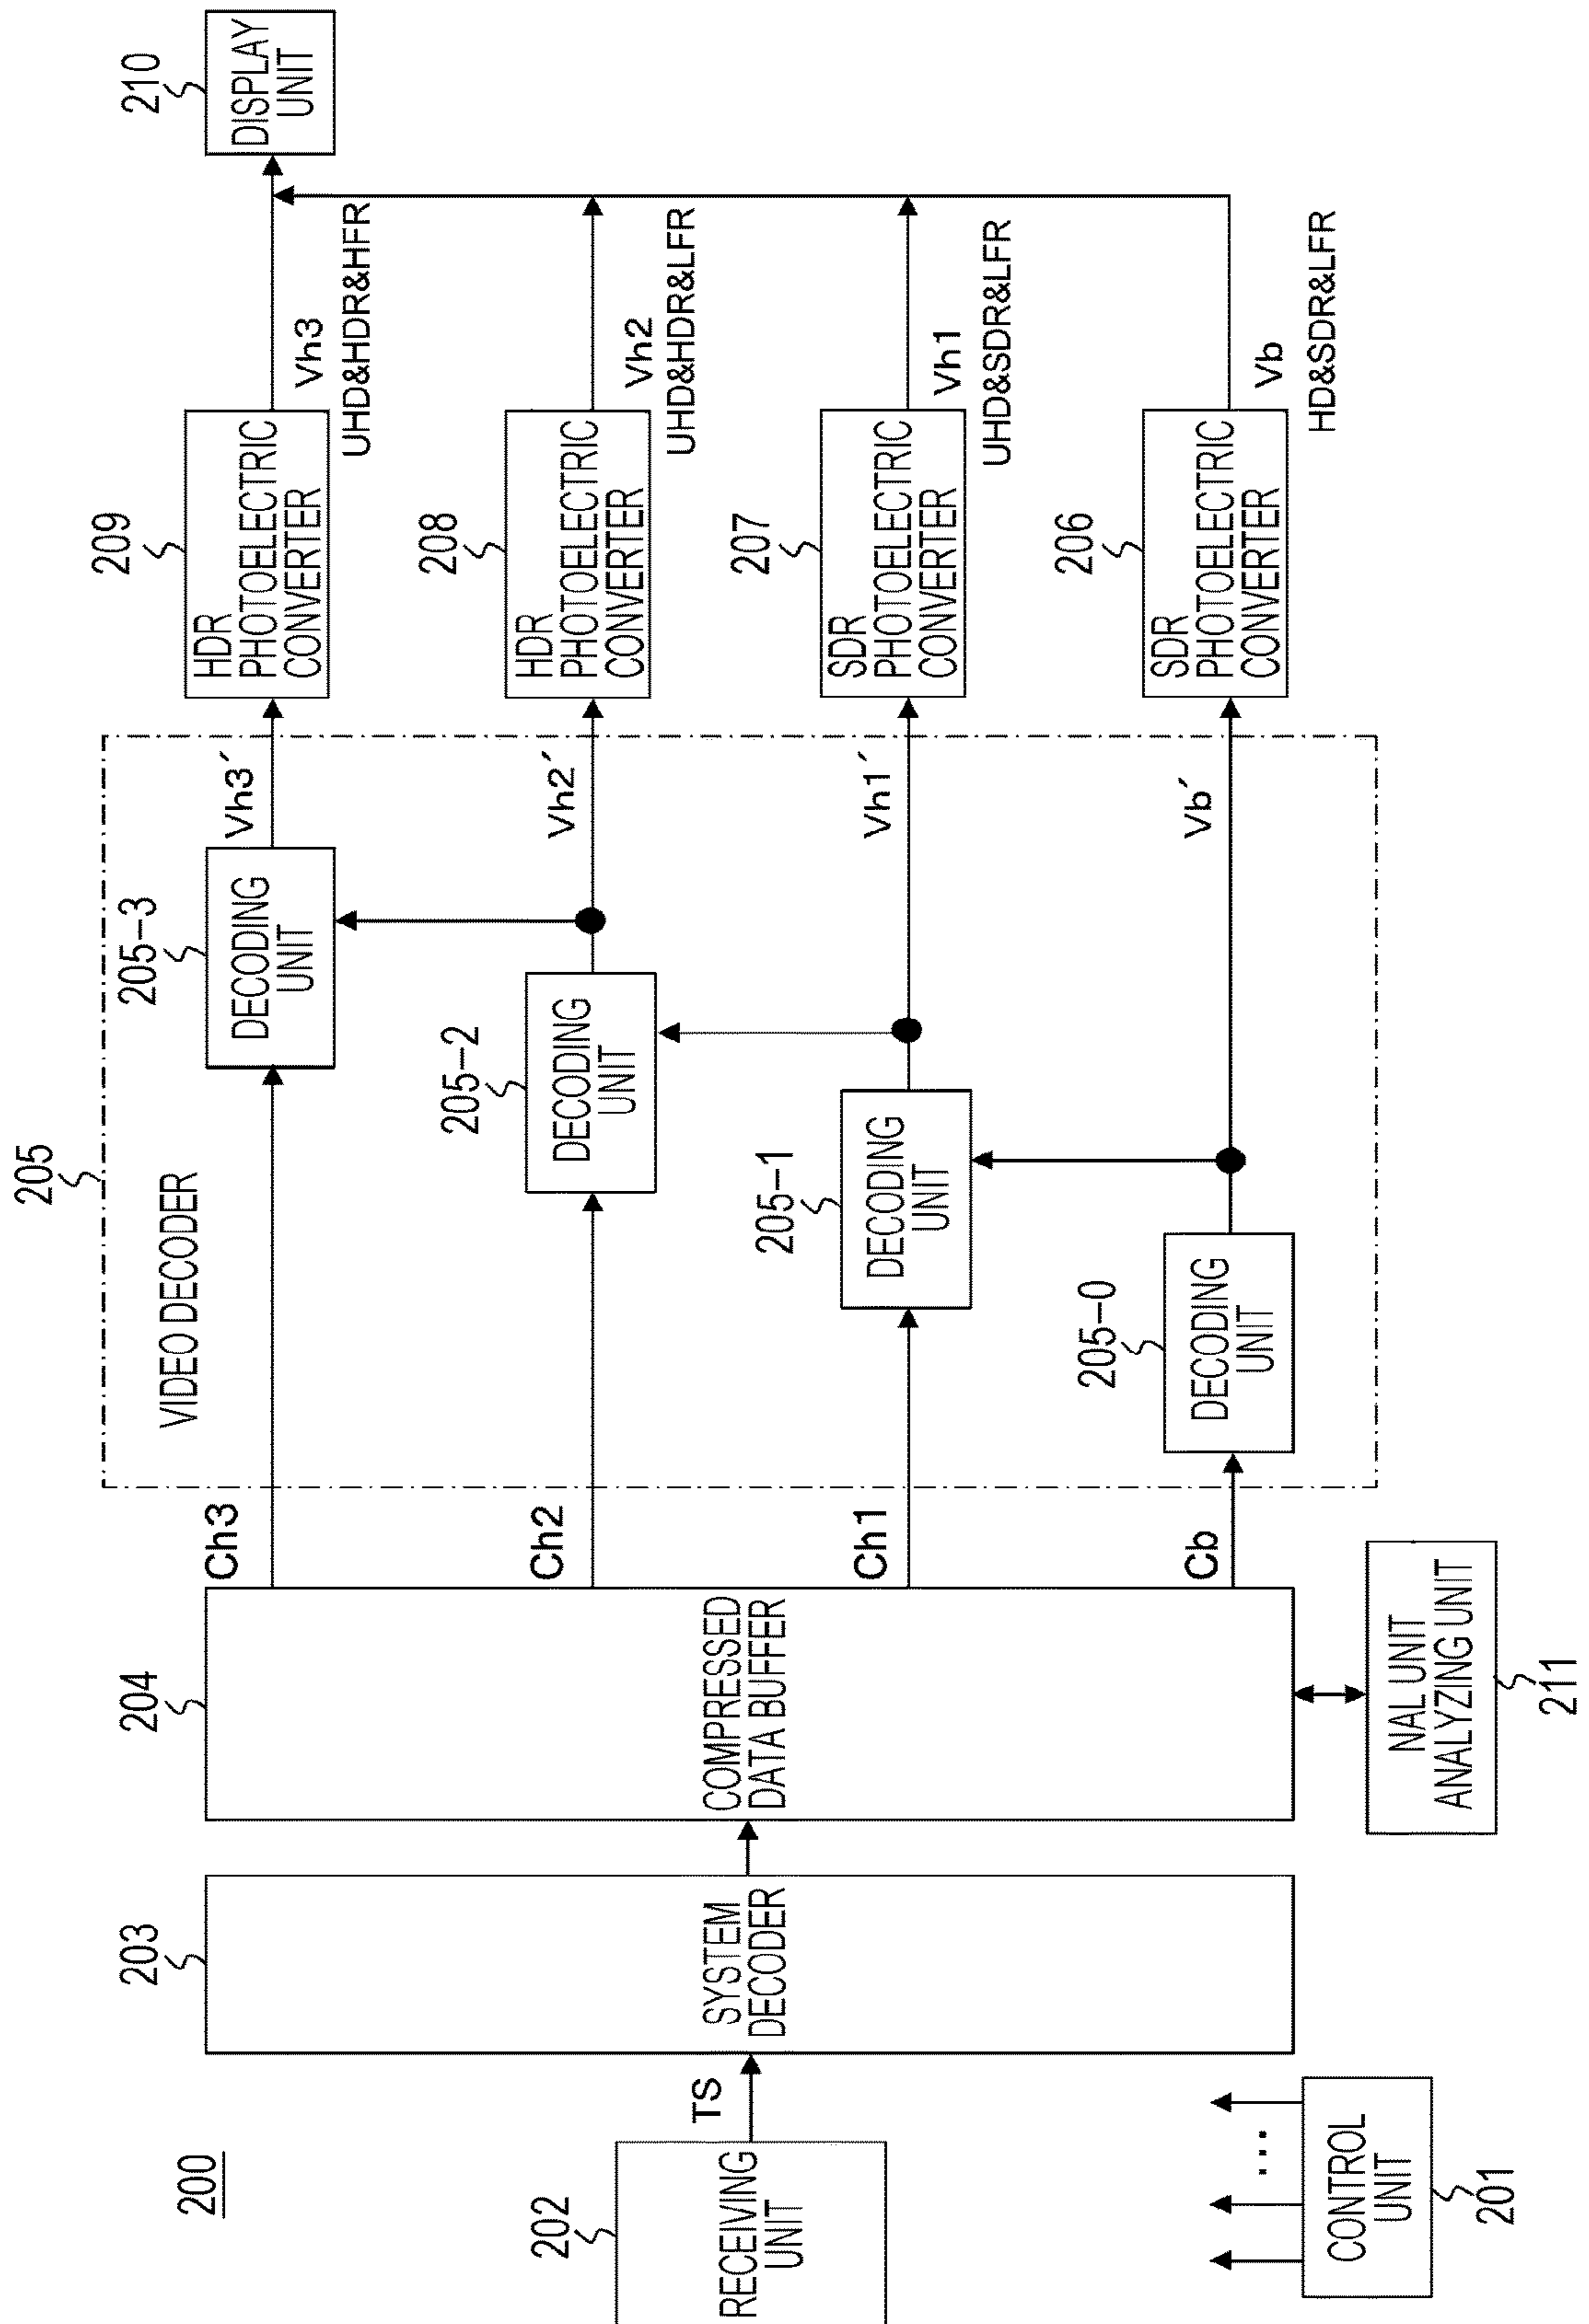 200
202
RECEIVING
UNIT
TS
203
SYSTEM
DECODER
204
COMPRESSED
DATA BUFFER
NAL UNIT
ANALYZING UNIT
211
CONTROL
UNIT
201
...
Ch3
Ch2
Ch1
Cb
205
VIDEO DECODER
205-3
DECODING
UNIT
205-2
DECODING
UNIT
205-1
DECODING
UNIT
205-0
DECODING
UNIT
Vh3´
Vh2´
Vh1´
Vb´
209
HDR
PHOTOELECTRIC
CONVERTER
208
HDR
PHOTOELECTRIC
CONVERTER
207
SDR
PHOTOELECTRIC
CONVERTER
206
SDR
PHOTOELECTRIC
CONVERTER
Vh3
UHD&HDR&HFR
Vh2
UHD&HDR&LFR
Vh1
UHD&SDR&LFR
Vb
HD&SDR&LFR
210
DISPLAY
UNIT